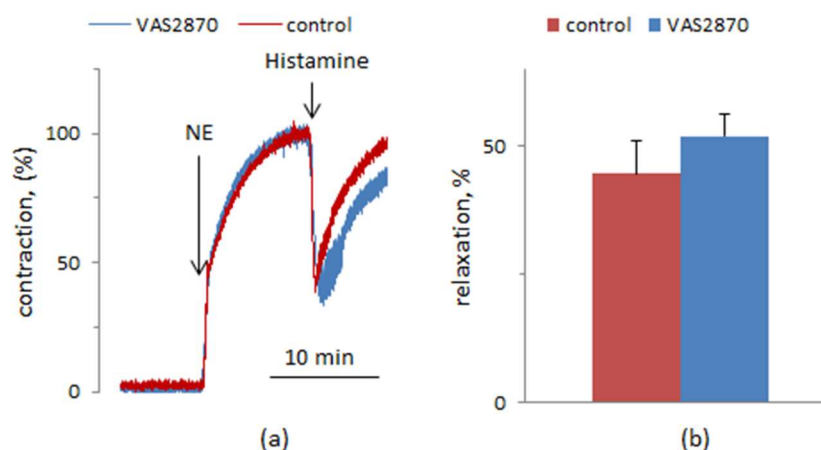 VAS2870 control
Histamine
NE
contraction, (%)
100
50
0
10 min
(a)
control VAS2870
relaxation, %
50
0
(b)